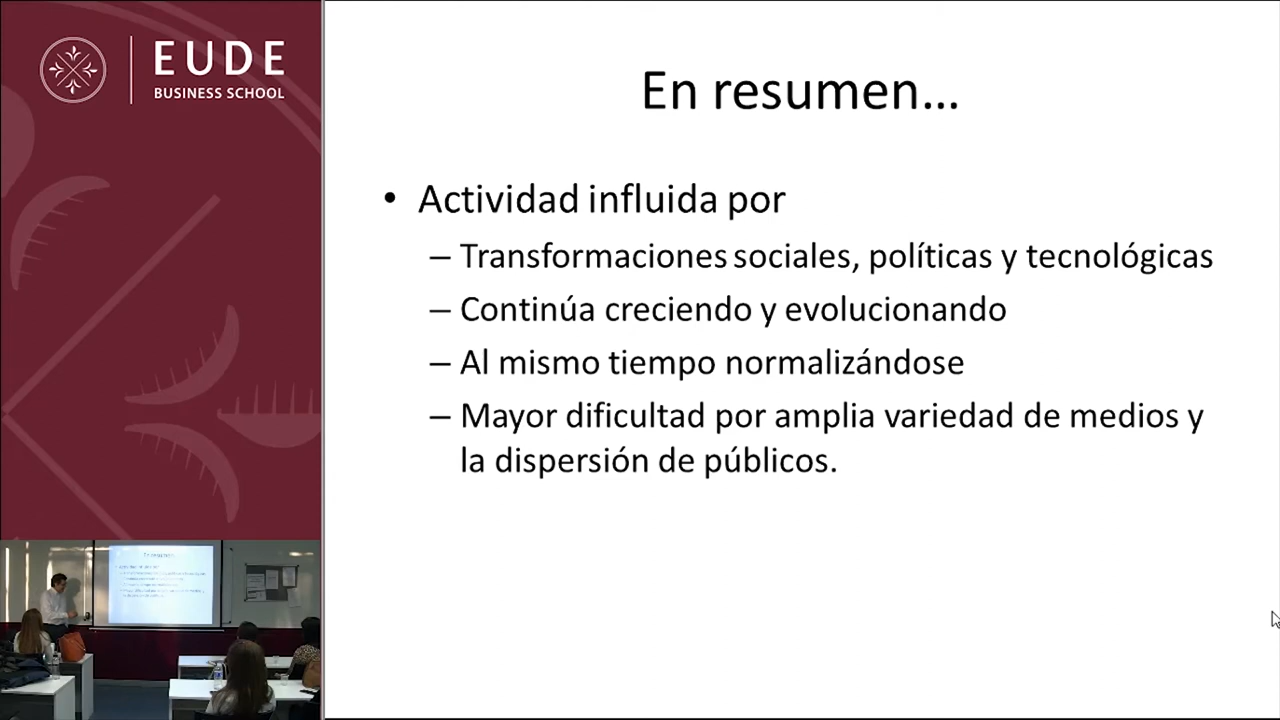 EUDE
BUSINESS SCHOOL
En resumen...
• Actividad influida por
– Transformaciones sociales, políticas y tecnológicas
– Continúa creciendo y evolucionando
– Al mismo tiempo normalizándose
– Mayor dificultad por amplia variedad de medios y
la dispersión de públicos.